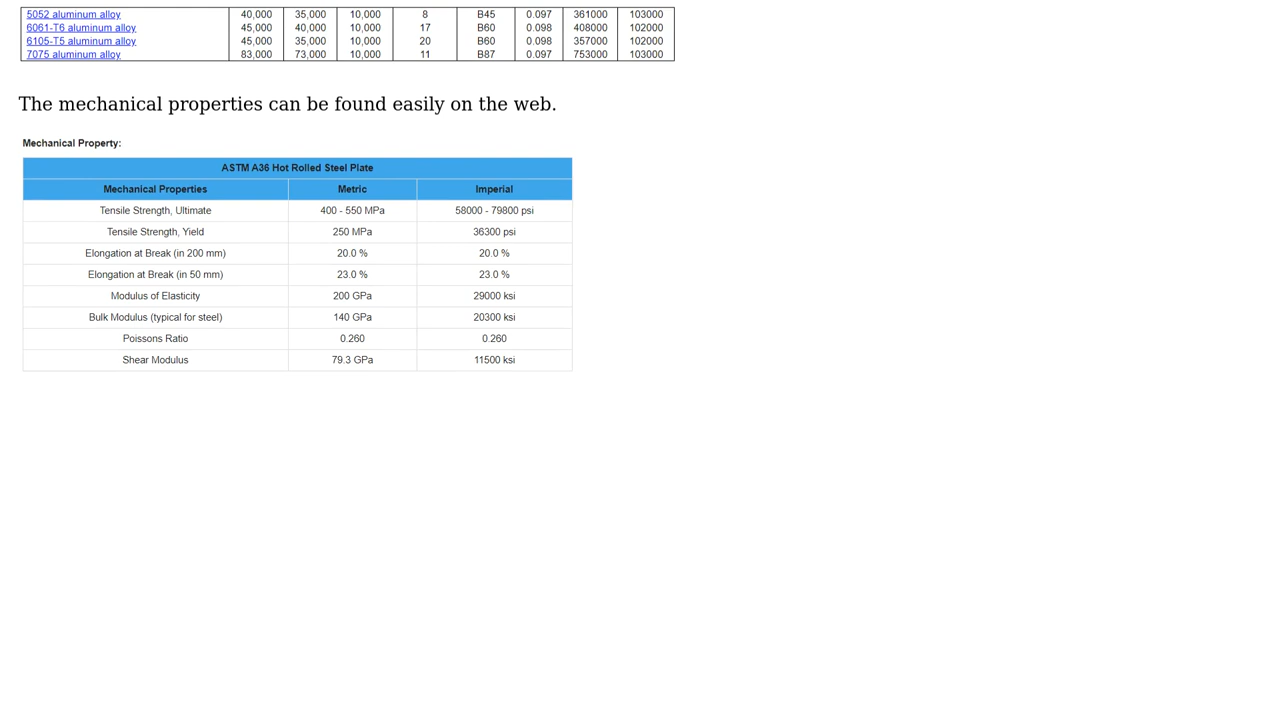 5052 aluminum alloy 40,000 35,000 10,000 8 B45 0.097 361000 103000
6061-T6 aluminum alloy 45,000 40,000 10,000 17 B60 0.098 408000 102000
6105-T5 aluminum alloy 45,000 35,000 10,000 20 B60 0.098 357000 102000
7075 aluminum alloy 83,000 73,000 10,000 11 B87 0.097 753000 103000
The mechanical properties can be found easily on the web.
Mechanical Property:
ASTM A36 Hot Rolled Steel Plate
Mechanical Properties Metric Imperial
Tensile Strength, Ultimate 400 - 550 MPa 58000 - 79800 psi
Tensile Strength, Yield 250 MPa 36300 psi
Elongation at Break (in 200 mm) 20.0 % 20.0 %
Elongation at Break (in 50 mm) 23.0 % 23.0 %
Modulus of Elasticity 200 GPa 29000 ksi
Bulk Modulus (typical for steel) 140 GPa 20300 ksi
Poissons Ratio 0.260 0.260
Shear Modulus 79.3 GPa 11500 ksi